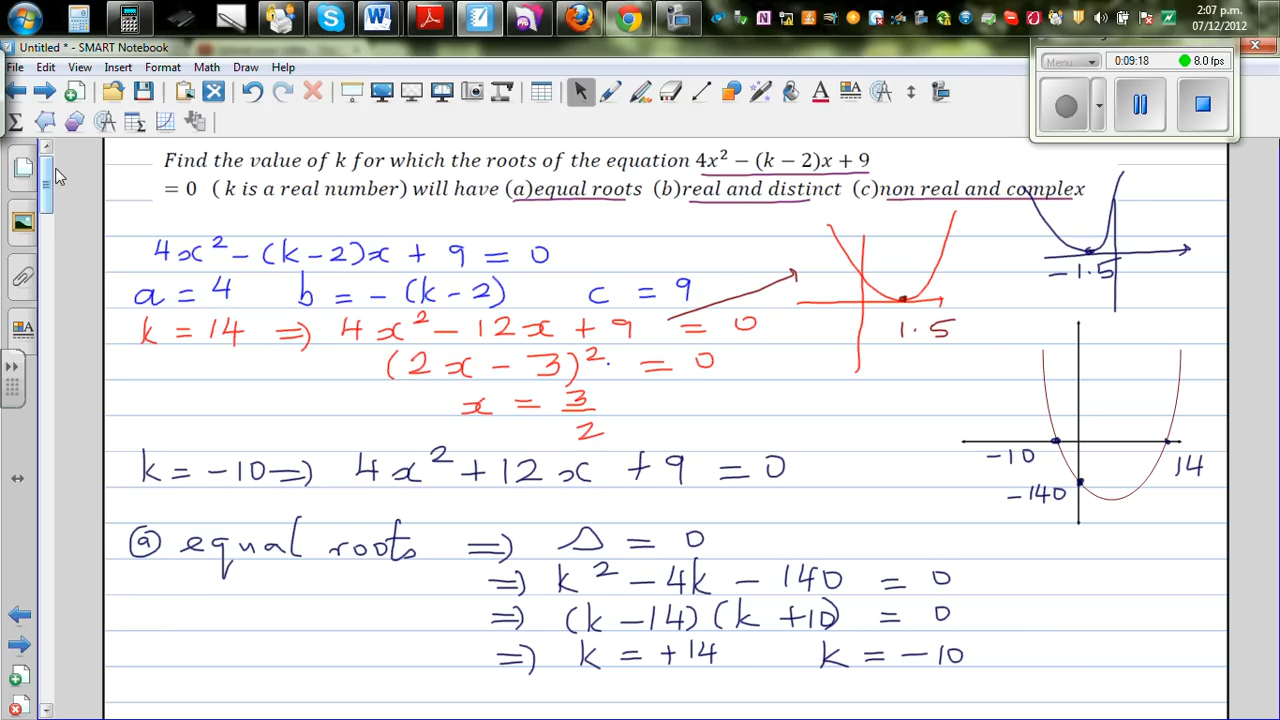 2:07 p.m.
07/12/2012
Untitled * - SMART Notebook
File Edit View Insert Format Math Draw Help
Menu 0:09:18 8.0 fps
Find the value of k for which the roots of the equation 4x² − (k − 2)x + 9
= 0 ( k is a real number) will have (a)equal roots (b)real and distinct (c)non real and complex
4x² − (k−2)x + 9 = 0
a = 4 b = − (k − 2) c = 9
k = 14 ⇒ 4x² − 12x + 9 = 0
(2x − 3)² = 0
x = 3/2
k = −10 ⇒ 4x² + 12x + 9 = 0
1.5
−1.5
−10 14
−140
ⓐ equal roots ⇒ Δ = 0
⇒ k² − 4k − 140 = 0
⇒ (k − 14) (k + 10) = 0
⇒ k = +14 k = −10